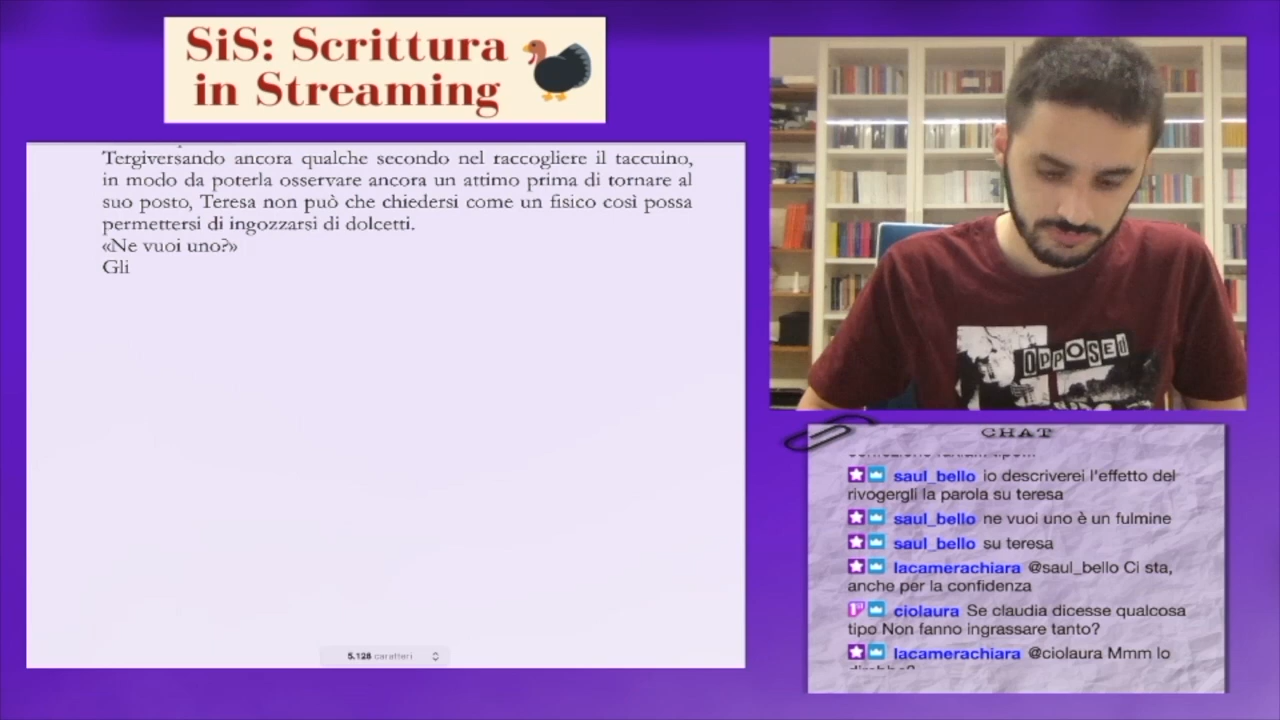 SiS: Scrittura
in Streaming
Tergiversando ancora qualche secondo nel raccogliere il taccuino,
in modo da poterla osservare ancora un attimo prima di tornare al
suo posto, Teresa non può che chiedersi come un fisico così possa
permettersi di ingozzarsi di dolcetti.
«Ne vuoi uno?»
Gli
5.128 caratteri
OPPOSED
CHAT
saul_bello io descriverei l'effetto del
rivogergli la parola su teresa
saul_bello ne vuoi uno è un fulmine
saul_bello su teresa
lacamerachiara @saul_bello Ci sta,
anche per la confidenza
ciolaura Se claudia dicesse qualcosa
tipo Non fanno ingrassare tanto?
lacamerachiara @ciolaura Mmm lo